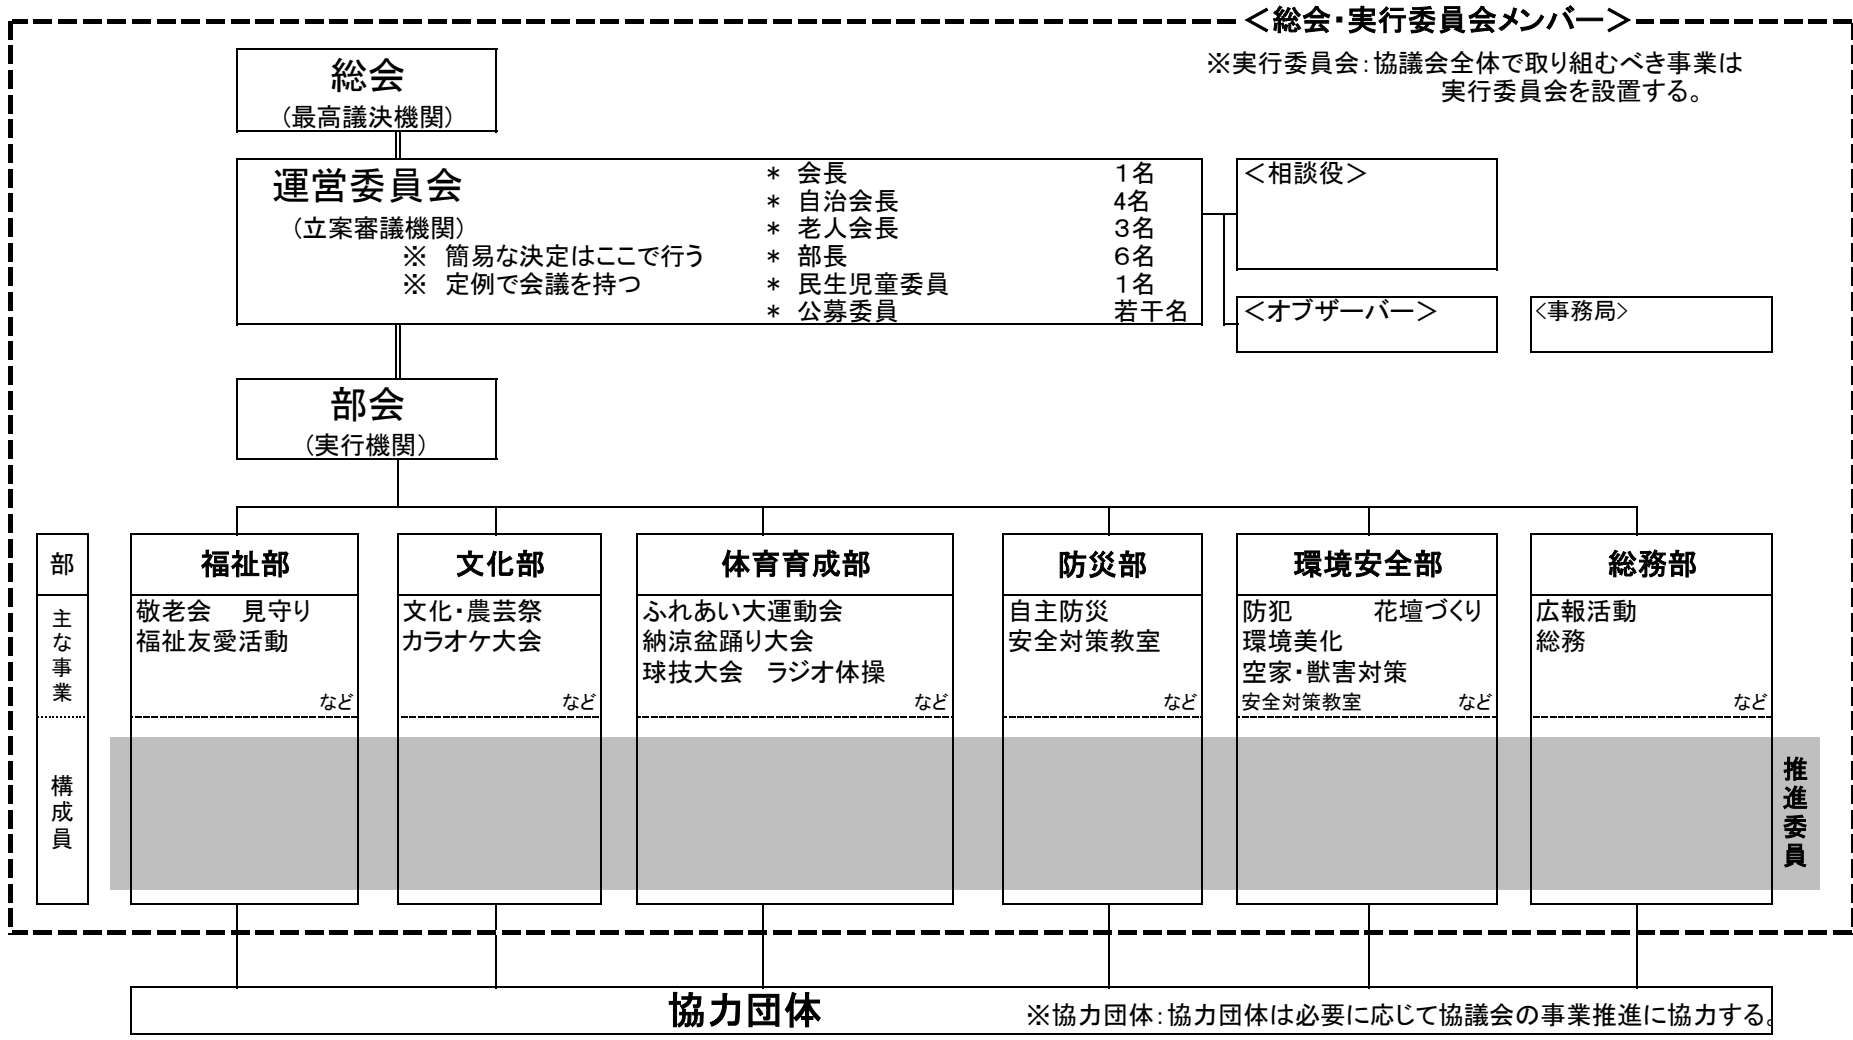 ＜総会・実行委員会メンバー＞
※実行委員会：協議会全体で取り組むべき事業は
実行委員会を設置する。
総会
（最高議決機関）
運営委員会
（立案審議機関）
※　簡易な決定はここで行う
※　定例で会議を持つ
＊　会長　1名
＊　自治会長　4名
＊　老人会長　3名
＊　部長　6名
＊　民生児童委員　1名
＊　公募委員　若干名
＜相談役＞
＜オブザーバー＞
<事務局>
部会
（実行機関）
部
主な事業
構成員
福祉部
敬老会　見守り
福祉友愛活動
など
文化部
文化・農芸祭
カラオケ大会
など
体育育成部
ふれあい大運動会
納涼盆踊り大会
球技大会　ラジオ体操
など
防災部
自主防災
安全対策教室
など
環境安全部
防犯　花壇づくり
環境美化
空家・獣害対策
安全対策教室　など
総務部
広報活動
総務
など
推進委員
協力団体
※協力団体：協力団体は必要に応じて協議会の事業推進に協力する。